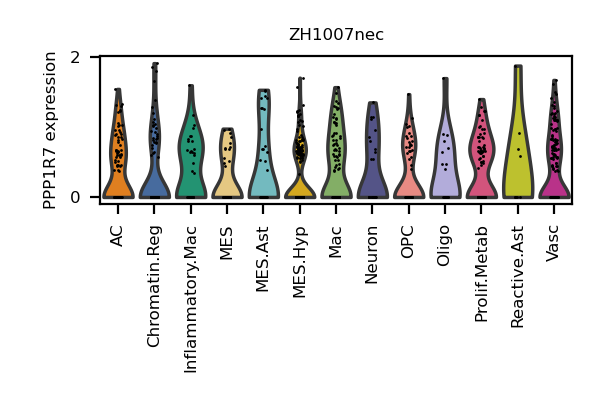 ZH1007nec
PPP1R7 expression
2
0
AC
Chromatin.Reg
Inflammatory.Mac
MES
MES.Ast
MES.Hyp
Mac
Neuron
OPC
Oligo
Prolif.Metab
Reactive.Ast
Vasc